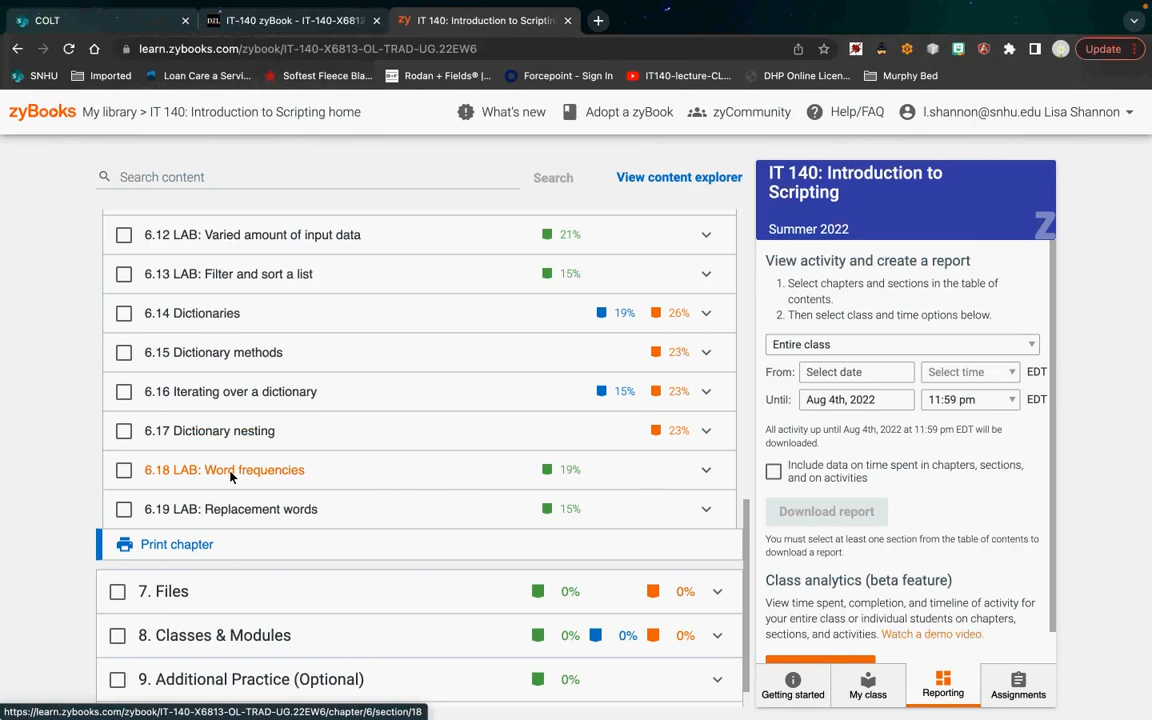 COLT
IT-140 zyBook - IT-140-X6813
IT 140: Introduction to Scripting
learn.zybooks.com/zybook/IT-140-X6813-OL-TRAD-UG.22EW6
Update
SNHU
Imported
Loan Care a Servi...
Softest Fleece Bla...
Rodan + Fields® |...
Forcepoint - Sign In
IT140-lecture-CL...
DHP Online Licen...
Murphy Bed
zyBooks
My library > IT 140: Introduction to Scripting home
What's new
Adopt a zyBook
zyCommunity
Help/FAQ
l.shannon@snhu.edu Lisa Shannon
Search content
Search
View content explorer
6.12 LAB: Varied amount of input data
21%
6.13 LAB: Filter and sort a list
15%
6.14 Dictionaries
19%
26%
6.15 Dictionary methods
23%
6.16 Iterating over a dictionary
15%
23%
6.17 Dictionary nesting
23%
6.18 LAB: Word frequencies
19%
6.19 LAB: Replacement words
15%
Print chapter
7. Files
0%
0%
8. Classes & Modules
0%
0%
0%
9. Additional Practice (Optional)
0%
IT 140: Introduction to
Scripting
Summer 2022
View activity and create a report
1. Select chapters and sections in the table of
contents.
2. Then select class and time options below.
Entire class
From:
Select date
Select time
EDT
Until:
Aug 4th, 2022
11:59 pm
EDT
All activity up until Aug 4th, 2022 at 11:59 pm EDT will be
downloaded.
Include data on time spent in chapters, sections,
and on activities
Download report
You must select at least one section from the table of contents to
download a report.
Class analytics (beta feature)
View time spent, completion, and timeline of activity for
your entire class or individual students on chapters,
sections, and activities. Watch a demo video.
Getting started
My class
Reporting
Assignments
https://learn.zybooks.com/zybook/IT-140-X6813-OL-TRAD-UG.22EW6/chapter/6/section/18